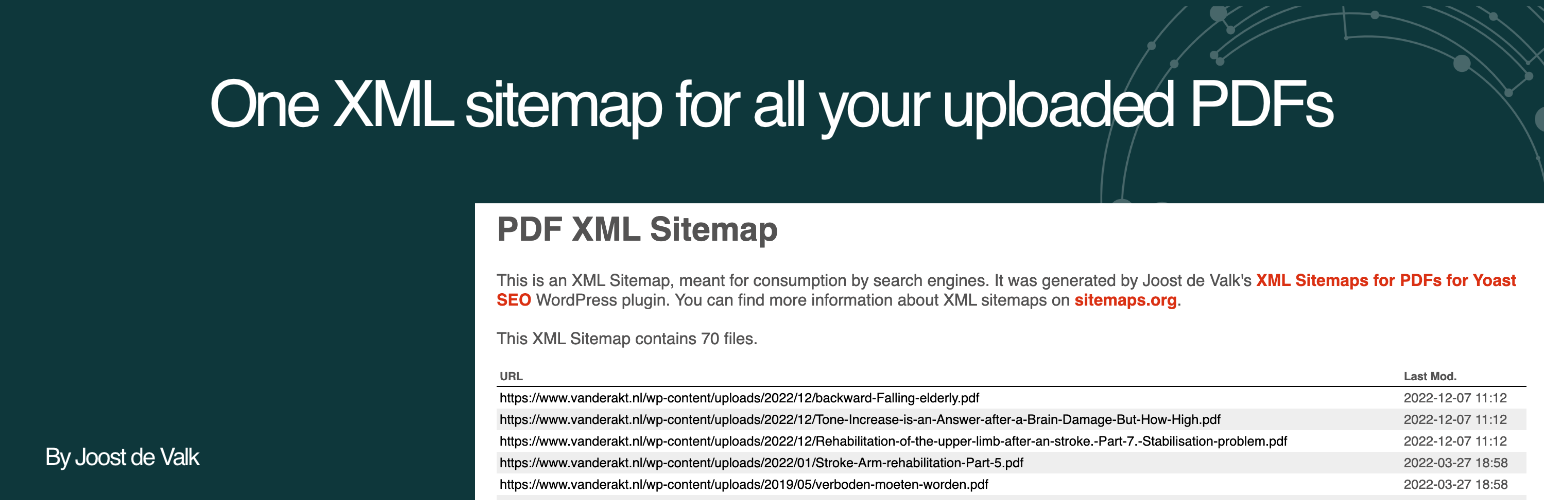 One XML sitemap for all your uploaded PDFs
PDF XML Sitemap
This is an XML Sitemap, meant for consumption by search engines. It was generated by Joost de Valk's XML Sitemaps for PDFs for Yoast
SEO WordPress plugin. You can find more information about XML sitemaps on sitemaps.org.
This XML Sitemap contains 70 files.
URL Last Mod.
https://www.vanderakt.nl/wp-content/uploads/2022/12/backward-Falling-elderly.pdf 2022-12-07 11:12
https://www.vanderakt.nl/wp-content/uploads/2022/12/Tone-Increase-is-an-Answer-after-a-Brain-Damage-But-How-High.pdf 2022-12-07 11:12
https://www.vanderakt.nl/wp-content/uploads/2022/12/Rehabilitation-of-the-upper-limb-after-an-stroke.-Part-7.-Stabilisation-problem.pdf 2022-12-07 11:12
https://www.vanderakt.nl/wp-content/uploads/2022/01/Stroke-Arm-rehabilitation-Part-5.pdf 2022-03-27 18:58
https://www.vanderakt.nl/wp-content/uploads/2019/05/verboden-moeten-worden.pdf 2022-03-27 18:58
By Joost de Valk